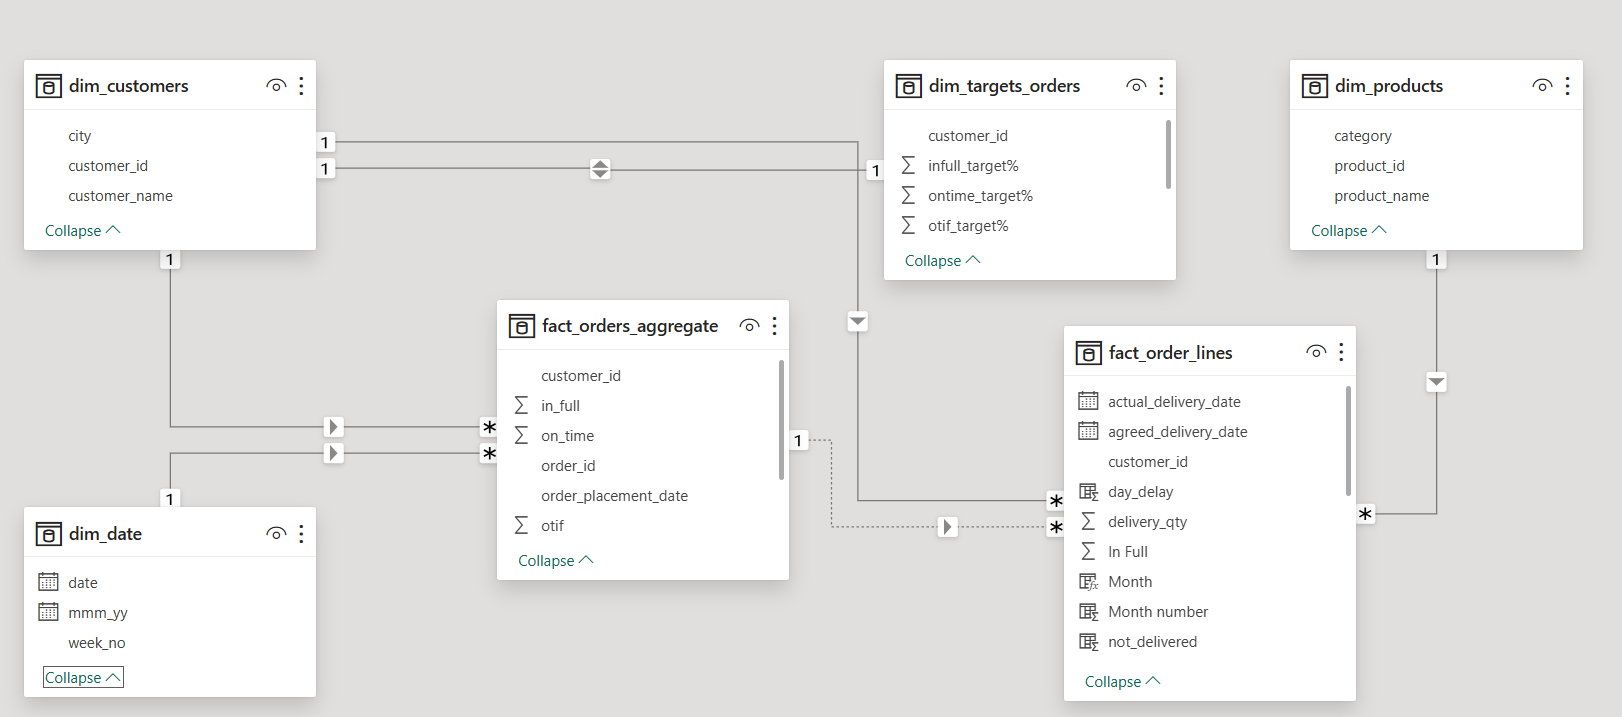 dim_customers
city
customer_id
customer_name
Collapse
1
1
1
dim_targets_orders
customer_id
infull_target%
ontime_target%
otif_target%
Collapse
1
dim_products
category
product_id
product_name
Collapse
1
fact_orders_aggregate
customer_id
in_full
on_time
order_id
order_placement_date
otif
Collapse
*
*
1
fact_order_lines
actual_delivery_date
agreed_delivery_date
customer_id
day_delay
delivery_qty
In Full
Month
Month number
not_delivered
Collapse
*
*
*
1
dim_date
date
mmm_yy
week_no
Collapse